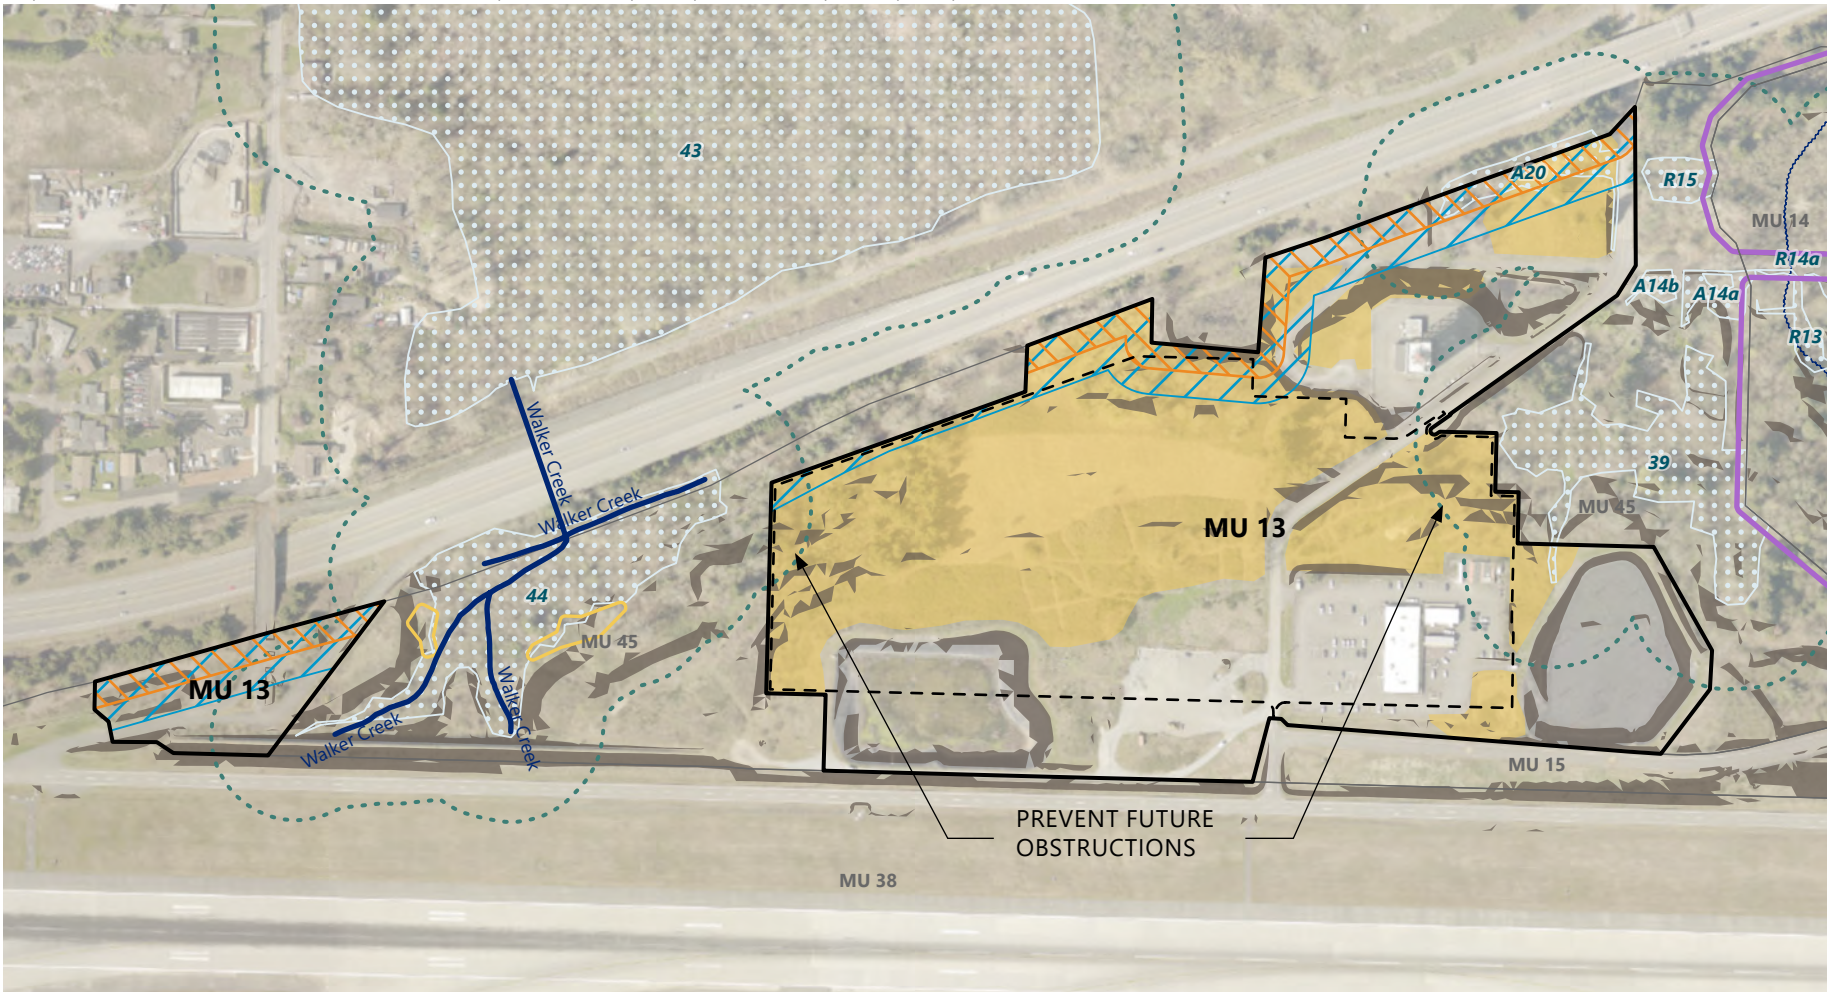 43
A20
R15
MU 14
R14a
A14b
A14a
R13
Walker Creek
Walker Creek
39
MU 45
MU 13
44
MU 45
MU 13
Walker Creek
Walker Creek
MU 15
PREVENT FUTURE
OBSTRUCTIONS
MU 38